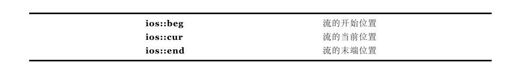 ios::beg 流的开始位置
ios::cur 流的当前位置
ios::end 流的末端位置